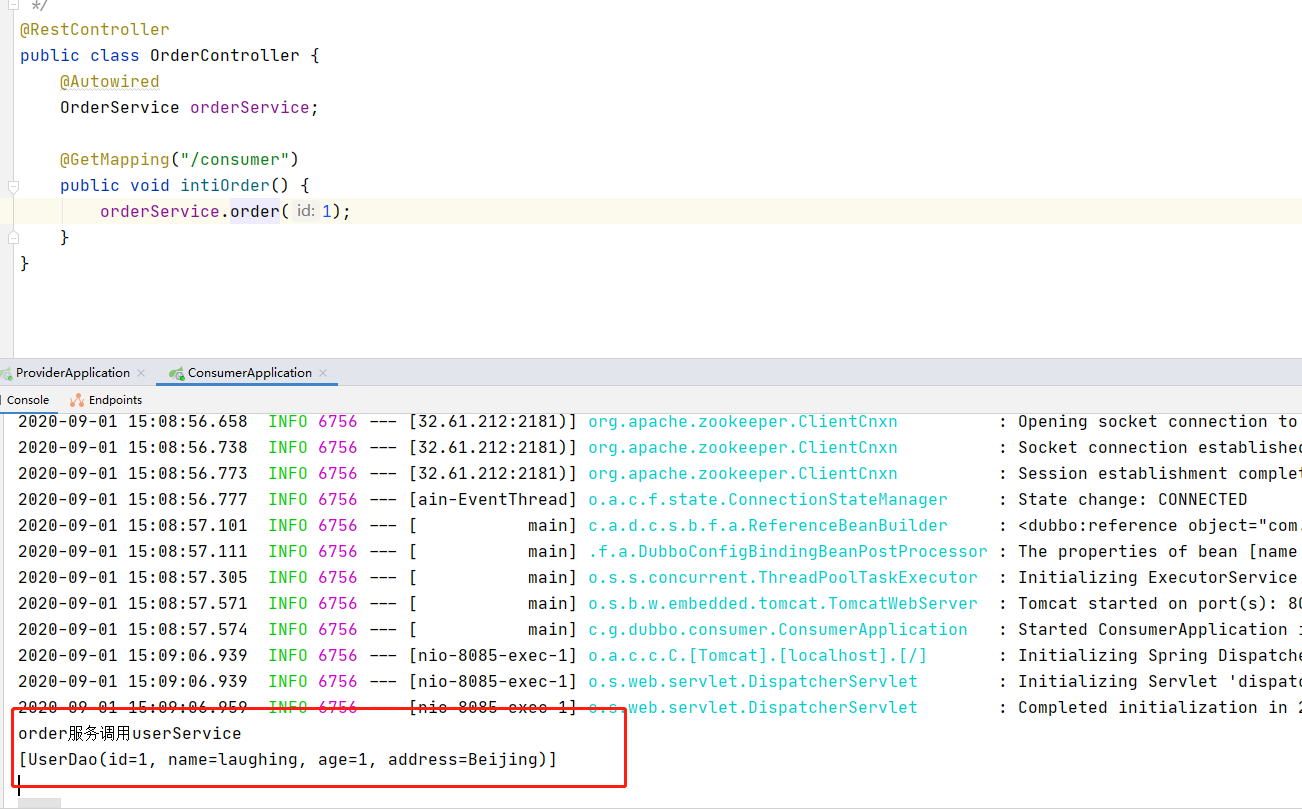 */
@RestController
public class OrderController {
@Autowired
OrderService orderService;
@GetMapping("/consumer")
public void intiOrder() {
orderService.order( id: 1);
}
}
ProviderApplication × ConsumerApplication ×
Console Endpoints
2020-09-01 15:08:56.658 INFO 6756 --- [32.61.212:2181)] org.apache.zookeeper.ClientCnxn : Opening socket connection to
2020-09-01 15:08:56.738 INFO 6756 --- [32.61.212:2181)] org.apache.zookeeper.ClientCnxn : Socket connection established
2020-09-01 15:08:56.773 INFO 6756 --- [32.61.212:2181)] org.apache.zookeeper.ClientCnxn : Session establishment complet
2020-09-01 15:08:56.777 INFO 6756 --- [ain-EventThread] o.a.c.f.state.ConnectionStateManager : State change: CONNECTED
2020-09-01 15:08:57.101 INFO 6756 --- [ main] c.a.d.c.s.b.f.a.ReferenceBeanBuilder : <dubbo:reference object="com.
2020-09-01 15:08:57.111 INFO 6756 --- [ main] .f.a.DubboConfigBindingBeanPostProcessor : The properties of bean [name
2020-09-01 15:08:57.305 INFO 6756 --- [ main] o.s.s.concurrent.ThreadPoolTaskExecutor : Initializing ExecutorService
2020-09-01 15:08:57.571 INFO 6756 --- [ main] o.s.b.w.embedded.tomcat.TomcatWebServer : Tomcat started on port(s): 80
2020-09-01 15:08:57.574 INFO 6756 --- [ main] c.g.dubbo.consumer.ConsumerApplication : Started ConsumerApplication i
2020-09-01 15:09:06.939 INFO 6756 --- [nio-8085-exec-1] o.a.c.c.C.[Tomcat].[localhost].[/] : Initializing Spring Dispatche
2020-09-01 15:09:06.939 INFO 6756 --- [nio-8085-exec-1] o.s.web.servlet.DispatcherServlet : Initializing Servlet 'dispatc
2020-09-01 15:09:06.959 INFO 6756 --- [nio-8085-exec-1] o.s.web.servlet.DispatcherServlet : Completed initialization in 2
order服务调用userService
[UserDao(id=1, name=laughing, age=1, address=Beijing)]